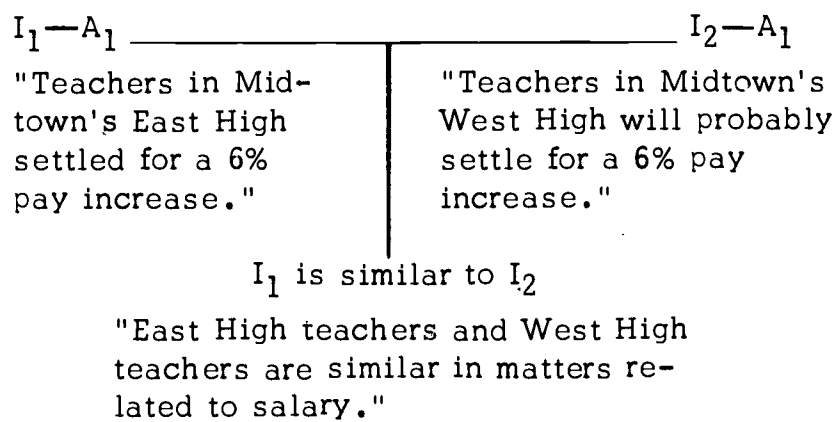 I₁—A₁ I₂—A₁
"Teachers in Mid-
town's East High
settled for a 6%
pay increase."
"Teachers in Midtown's
West High will probably
settle for a 6% pay
increase."
I₁ is similar to I₂
"East High teachers and West High
teachers are similar in matters re-
lated to salary."